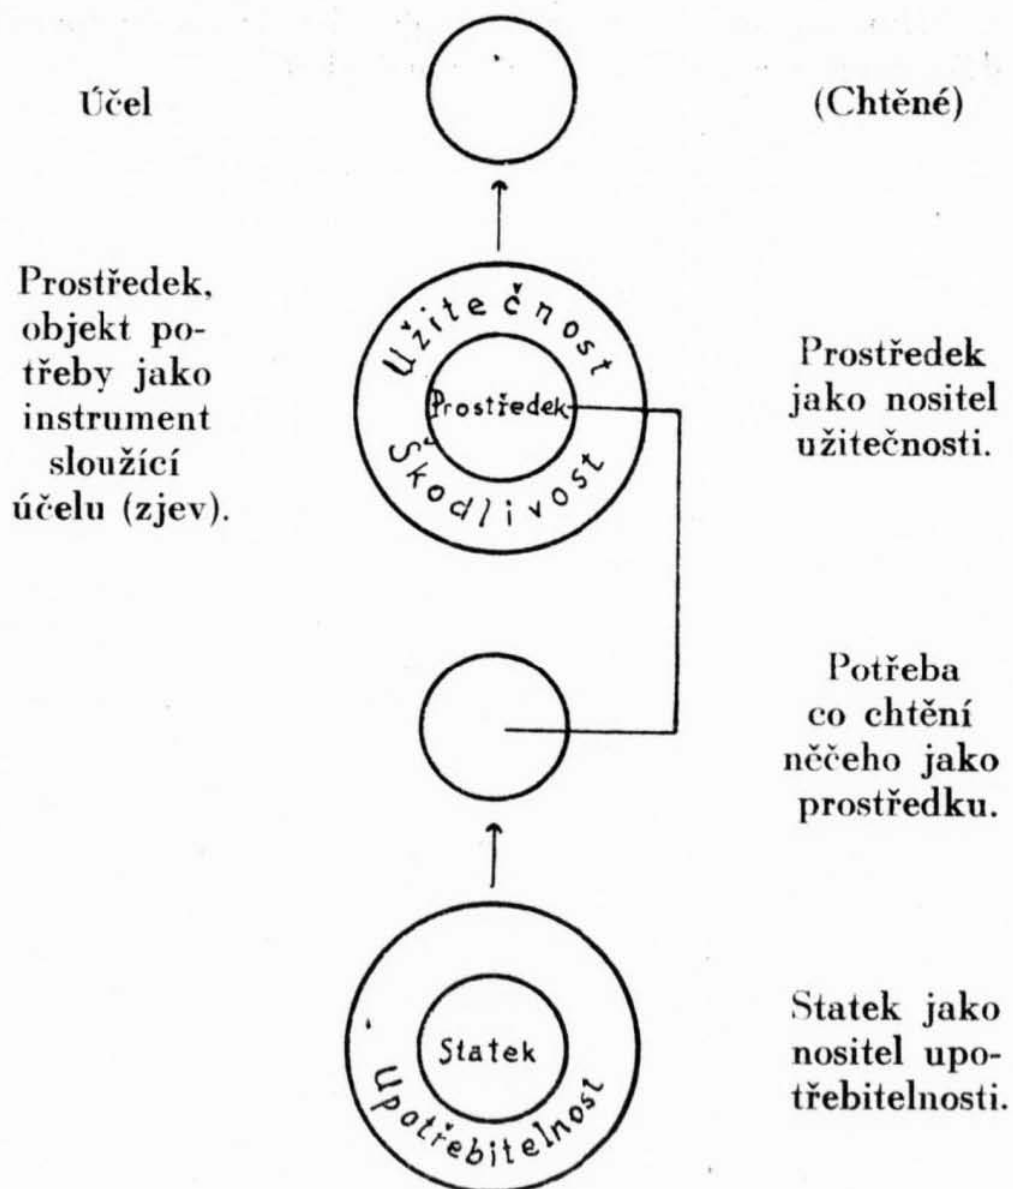 Účel
(Chtěné)
Prostředek,
objekt po-
třeby jako
instrument
sloužící
účelu (zjev).
Užitečnost
Prostředek
Škodlivost
Prostředek
jako nositel
užitečnosti.
Potřeba
co chtění
něčeho jako
prostředku.
Statek
Upotřebitelnost
Statek jako
nositel upo-
třebitelnosti.